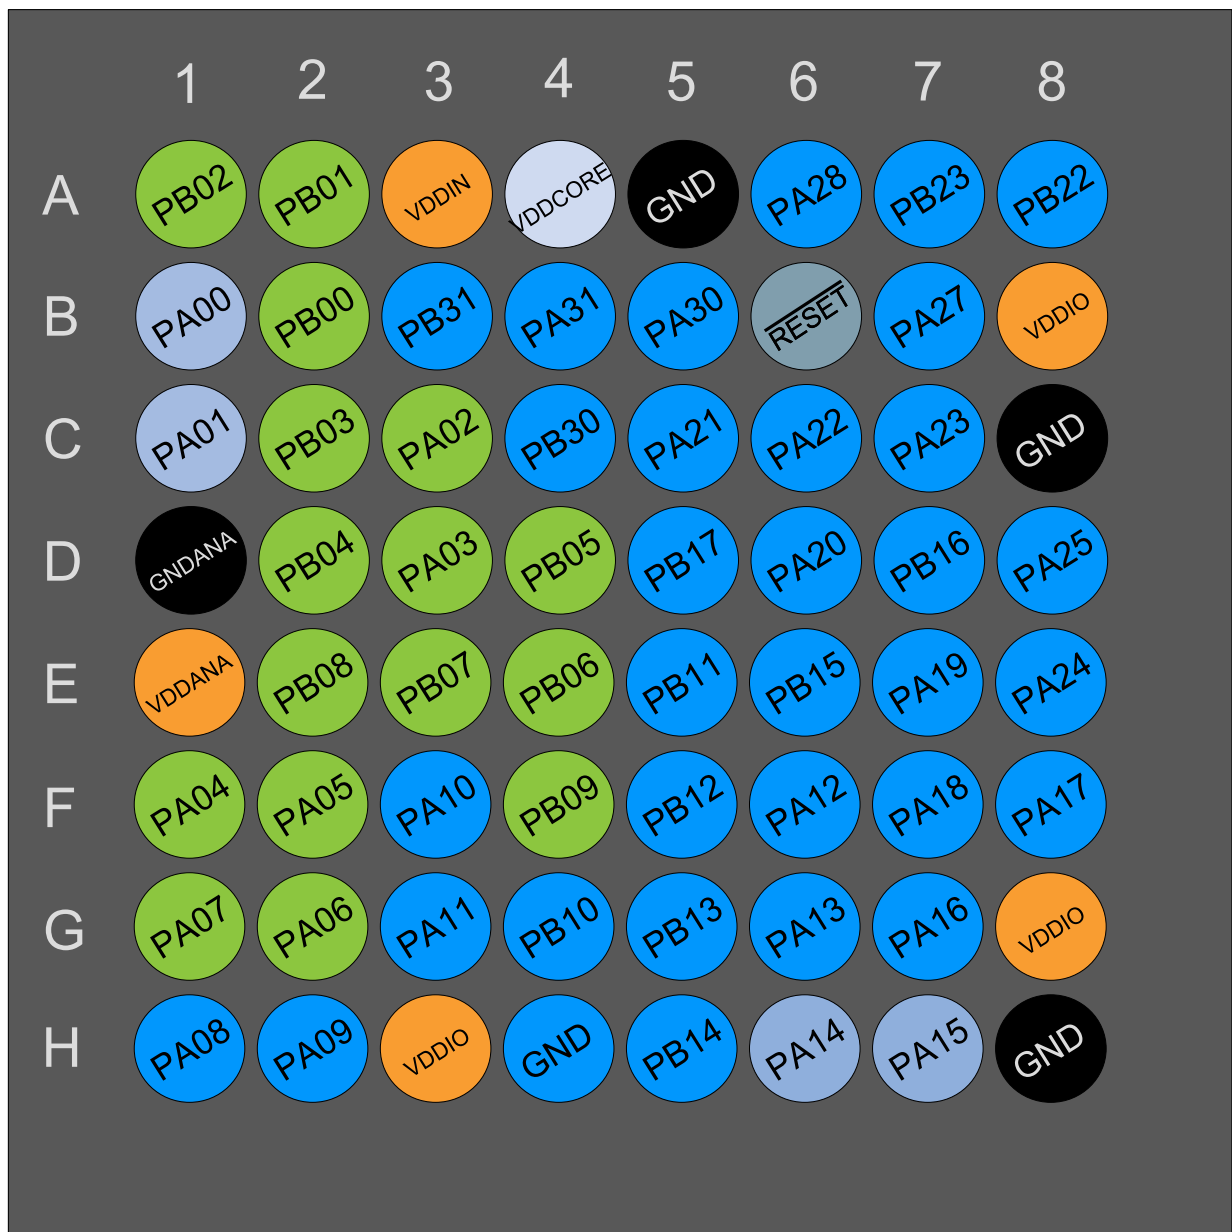 1 2 3 4 5 6 7 8
A PB02 PB01 VDDIN VDDCORE GND PA28 PB23 PB22
B PA00 PB00 PB31 PA31 PA30 RESET PA27 VDDIO
C PA01 PB03 PA02 PB30 PA21 PA22 PA23 GND
D GNDANA PB04 PA03 PB05 PB17 PA20 PB16 PA25
E VDDANA PB08 PB07 PB06 PB11 PB15 PA19 PA24
F PA04 PA05 PA10 PB09 PB12 PA12 PA18 PA17
G PA07 PA06 PA11 PB10 PB13 PA13 PA16 VDDIO
H PA08 PA09 VDDIO GND PB14 PA14 PA15 GND